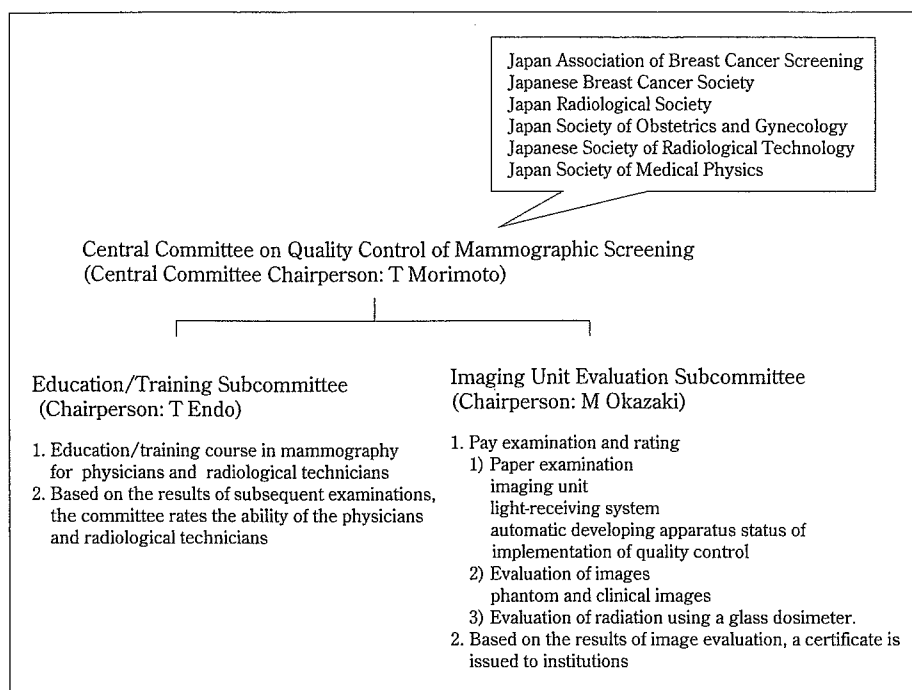 Japan Association of Breast Cancer Screening
Japanese Breast Cancer Society
Japan Radiological Society
Japan Society of Obstetrics and Gynecology
Japanese Society of Radiological Technology
Japan Society of Medical Physics
Central Committee on Quality Control of Mammographic Screening
(Central Committee Chairperson: T Morimoto)
Education/Training Subcommittee
(Chairperson: T Endo)
1. Education/training course in mammography
for physicians and radiological technicians
2. Based on the results of subsequent examinations,
the committee rates the ability of the physicians
and radiological technicians
Imaging Unit Evaluation Subcommittee
(Chairperson: M Okazaki)
1. Pay examination and rating
1) Paper examination
imaging unit
light-receiving system
automatic developing apparatus status of
implementation of quality control
2) Evaluation of images
phantom and clinical images
3) Evaluation of radiation using a glass dosimeter.
2. Based on the results of image evaluation, a certificate is
issued to institutions